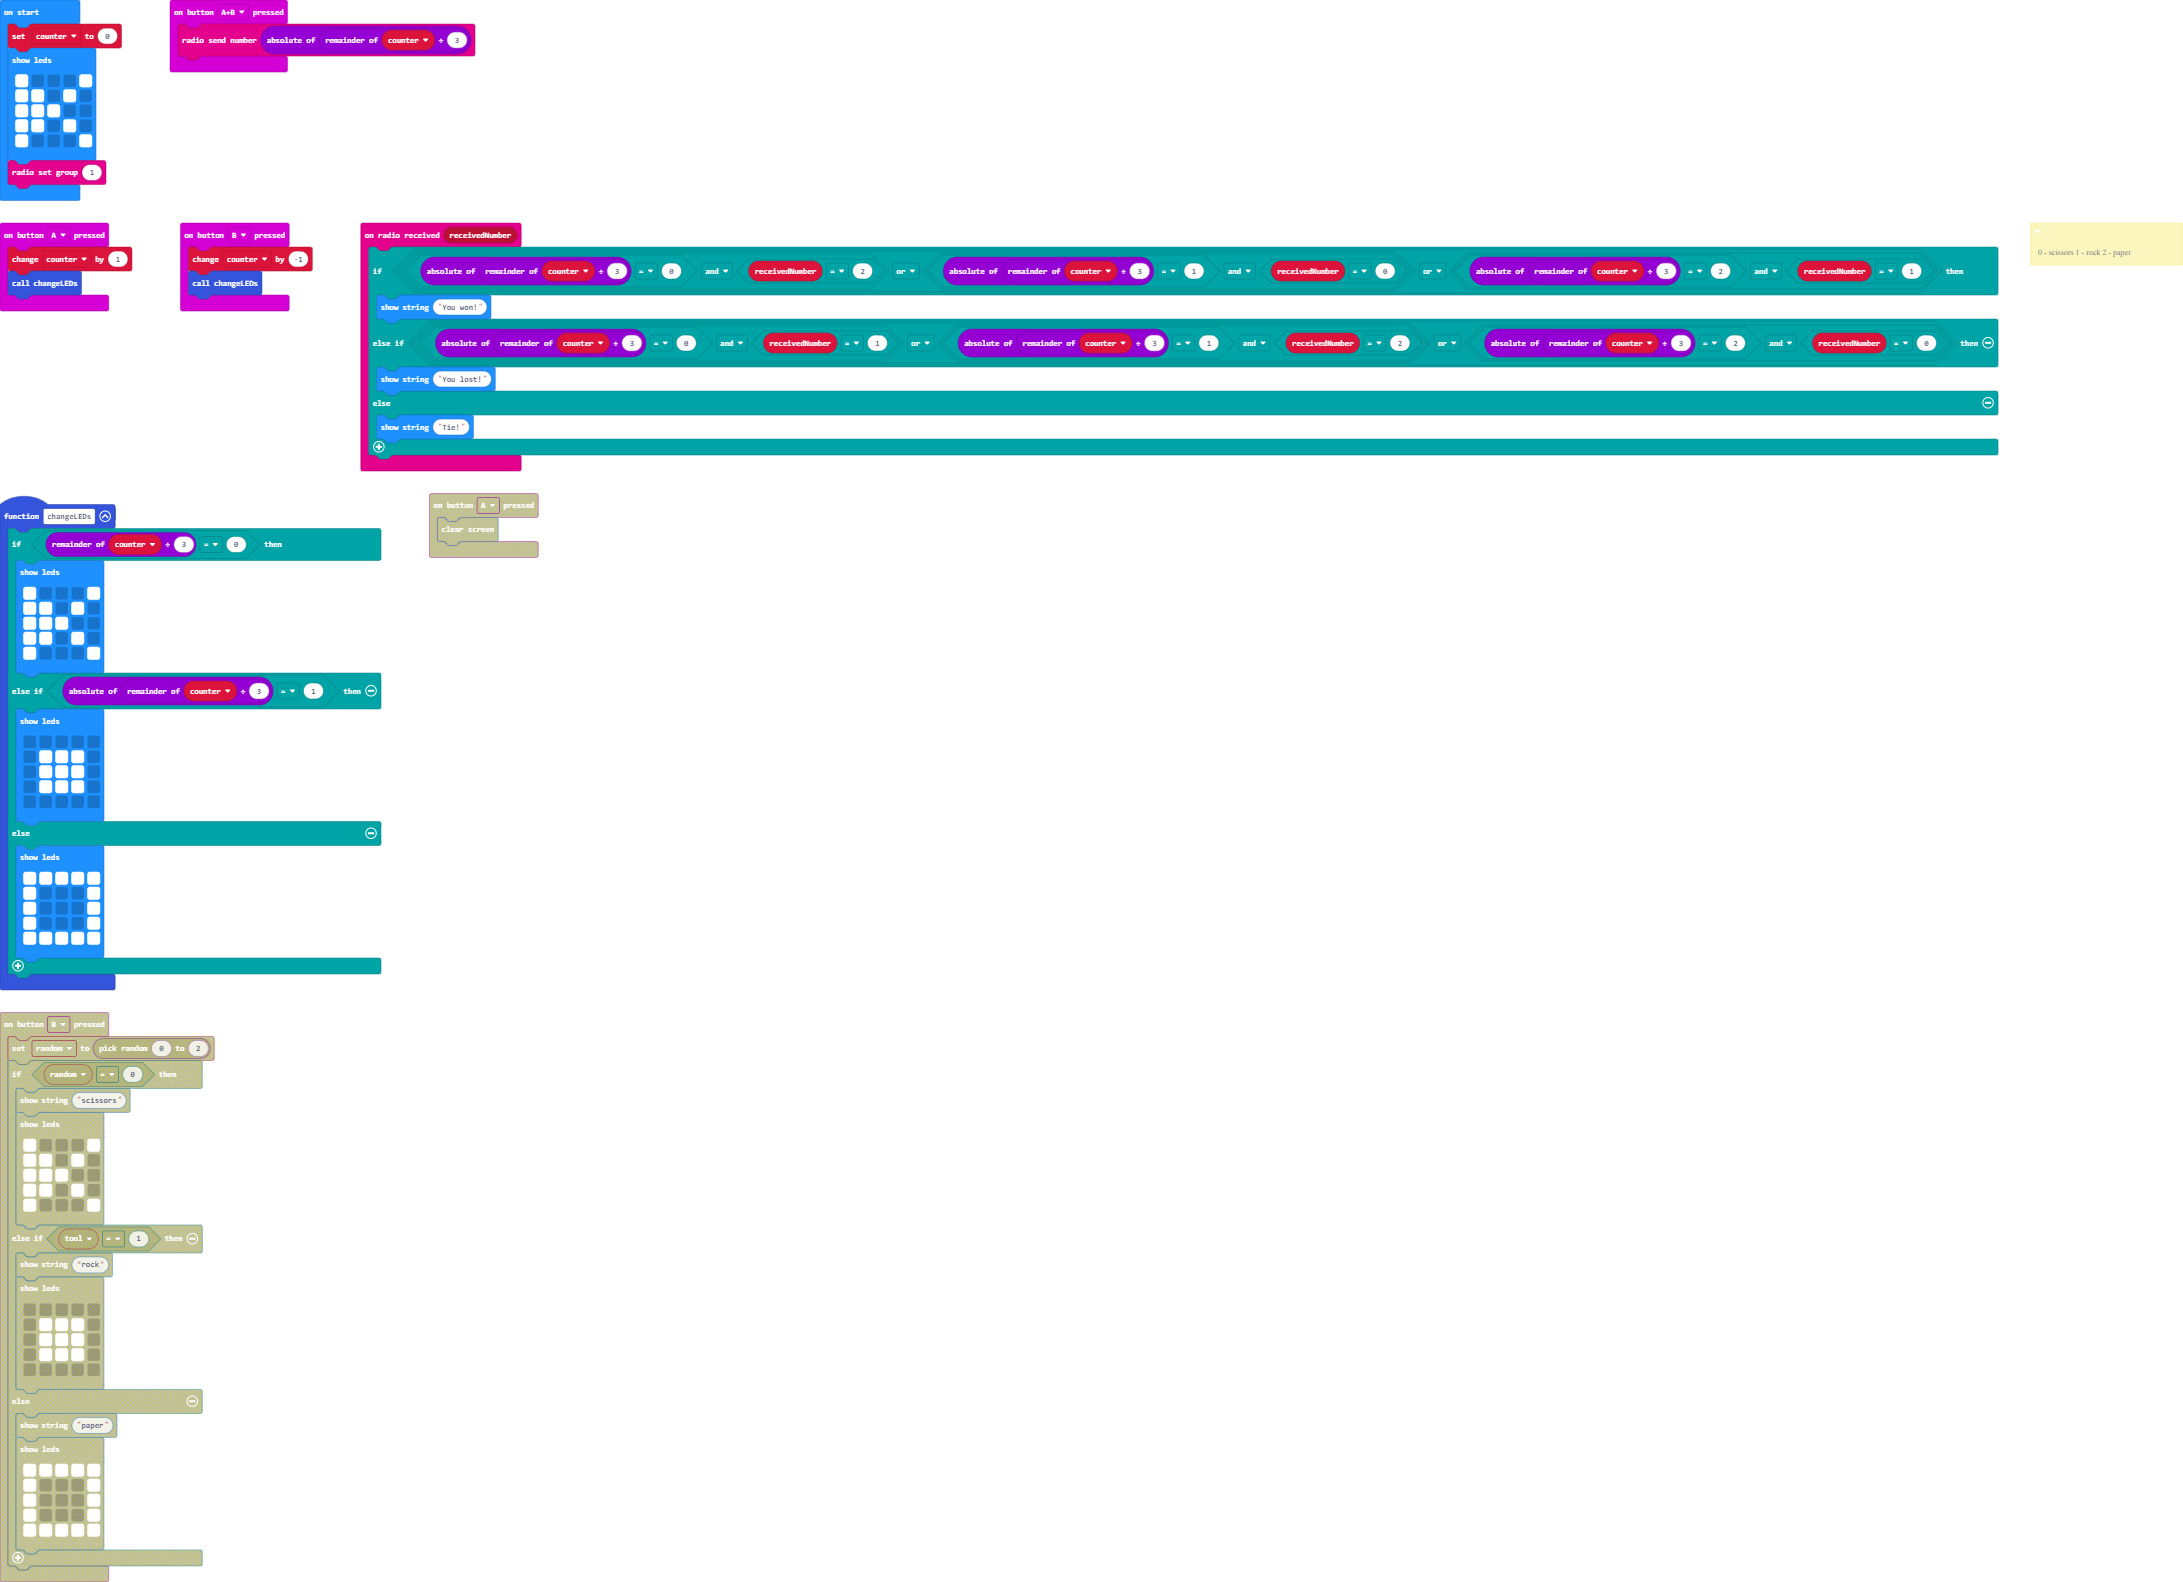 on start
set counter to 0
show leds
radio set group 1
on button A+B pressed
radio send number absolute of remainder of counter ÷ 3
on button A pressed
change counter by 1
call changeLEDs
on button B pressed
change counter by -1
call changeLEDs
on radio received receivedNumber
if absolute of remainder of counter ÷ 3 = 0 and receivedNumber = 2 or absolute of remainder of counter ÷ 3 = 1 and receivedNumber = 0 or absolute of remainder of counter ÷ 3 = 2 and receivedNumber = 1 then
show string "You won!"
else if absolute of remainder of counter ÷ 3 = 0 and receivedNumber = 1 or absolute of remainder of counter ÷ 3 = 1 and receivedNumber = 2 or absolute of remainder of counter ÷ 3 = 2 and receivedNumber = 0 then
show string "You lost!"
else
show string "Tie!"
0 - scissors 1 - rock 2 - paper
function changeLEDs
if remainder of counter ÷ 3 = 0 then
show leds
else if absolute of remainder of counter ÷ 3 = 1 then
show leds
else
show leds
on button A pressed
clear screen
on button B pressed
set random to pick random 0 to 2
if random = 0 then
show string "scissors"
show leds
else if tool = 1 then
show string "rock"
show leds
else
show string "paper"
show leds